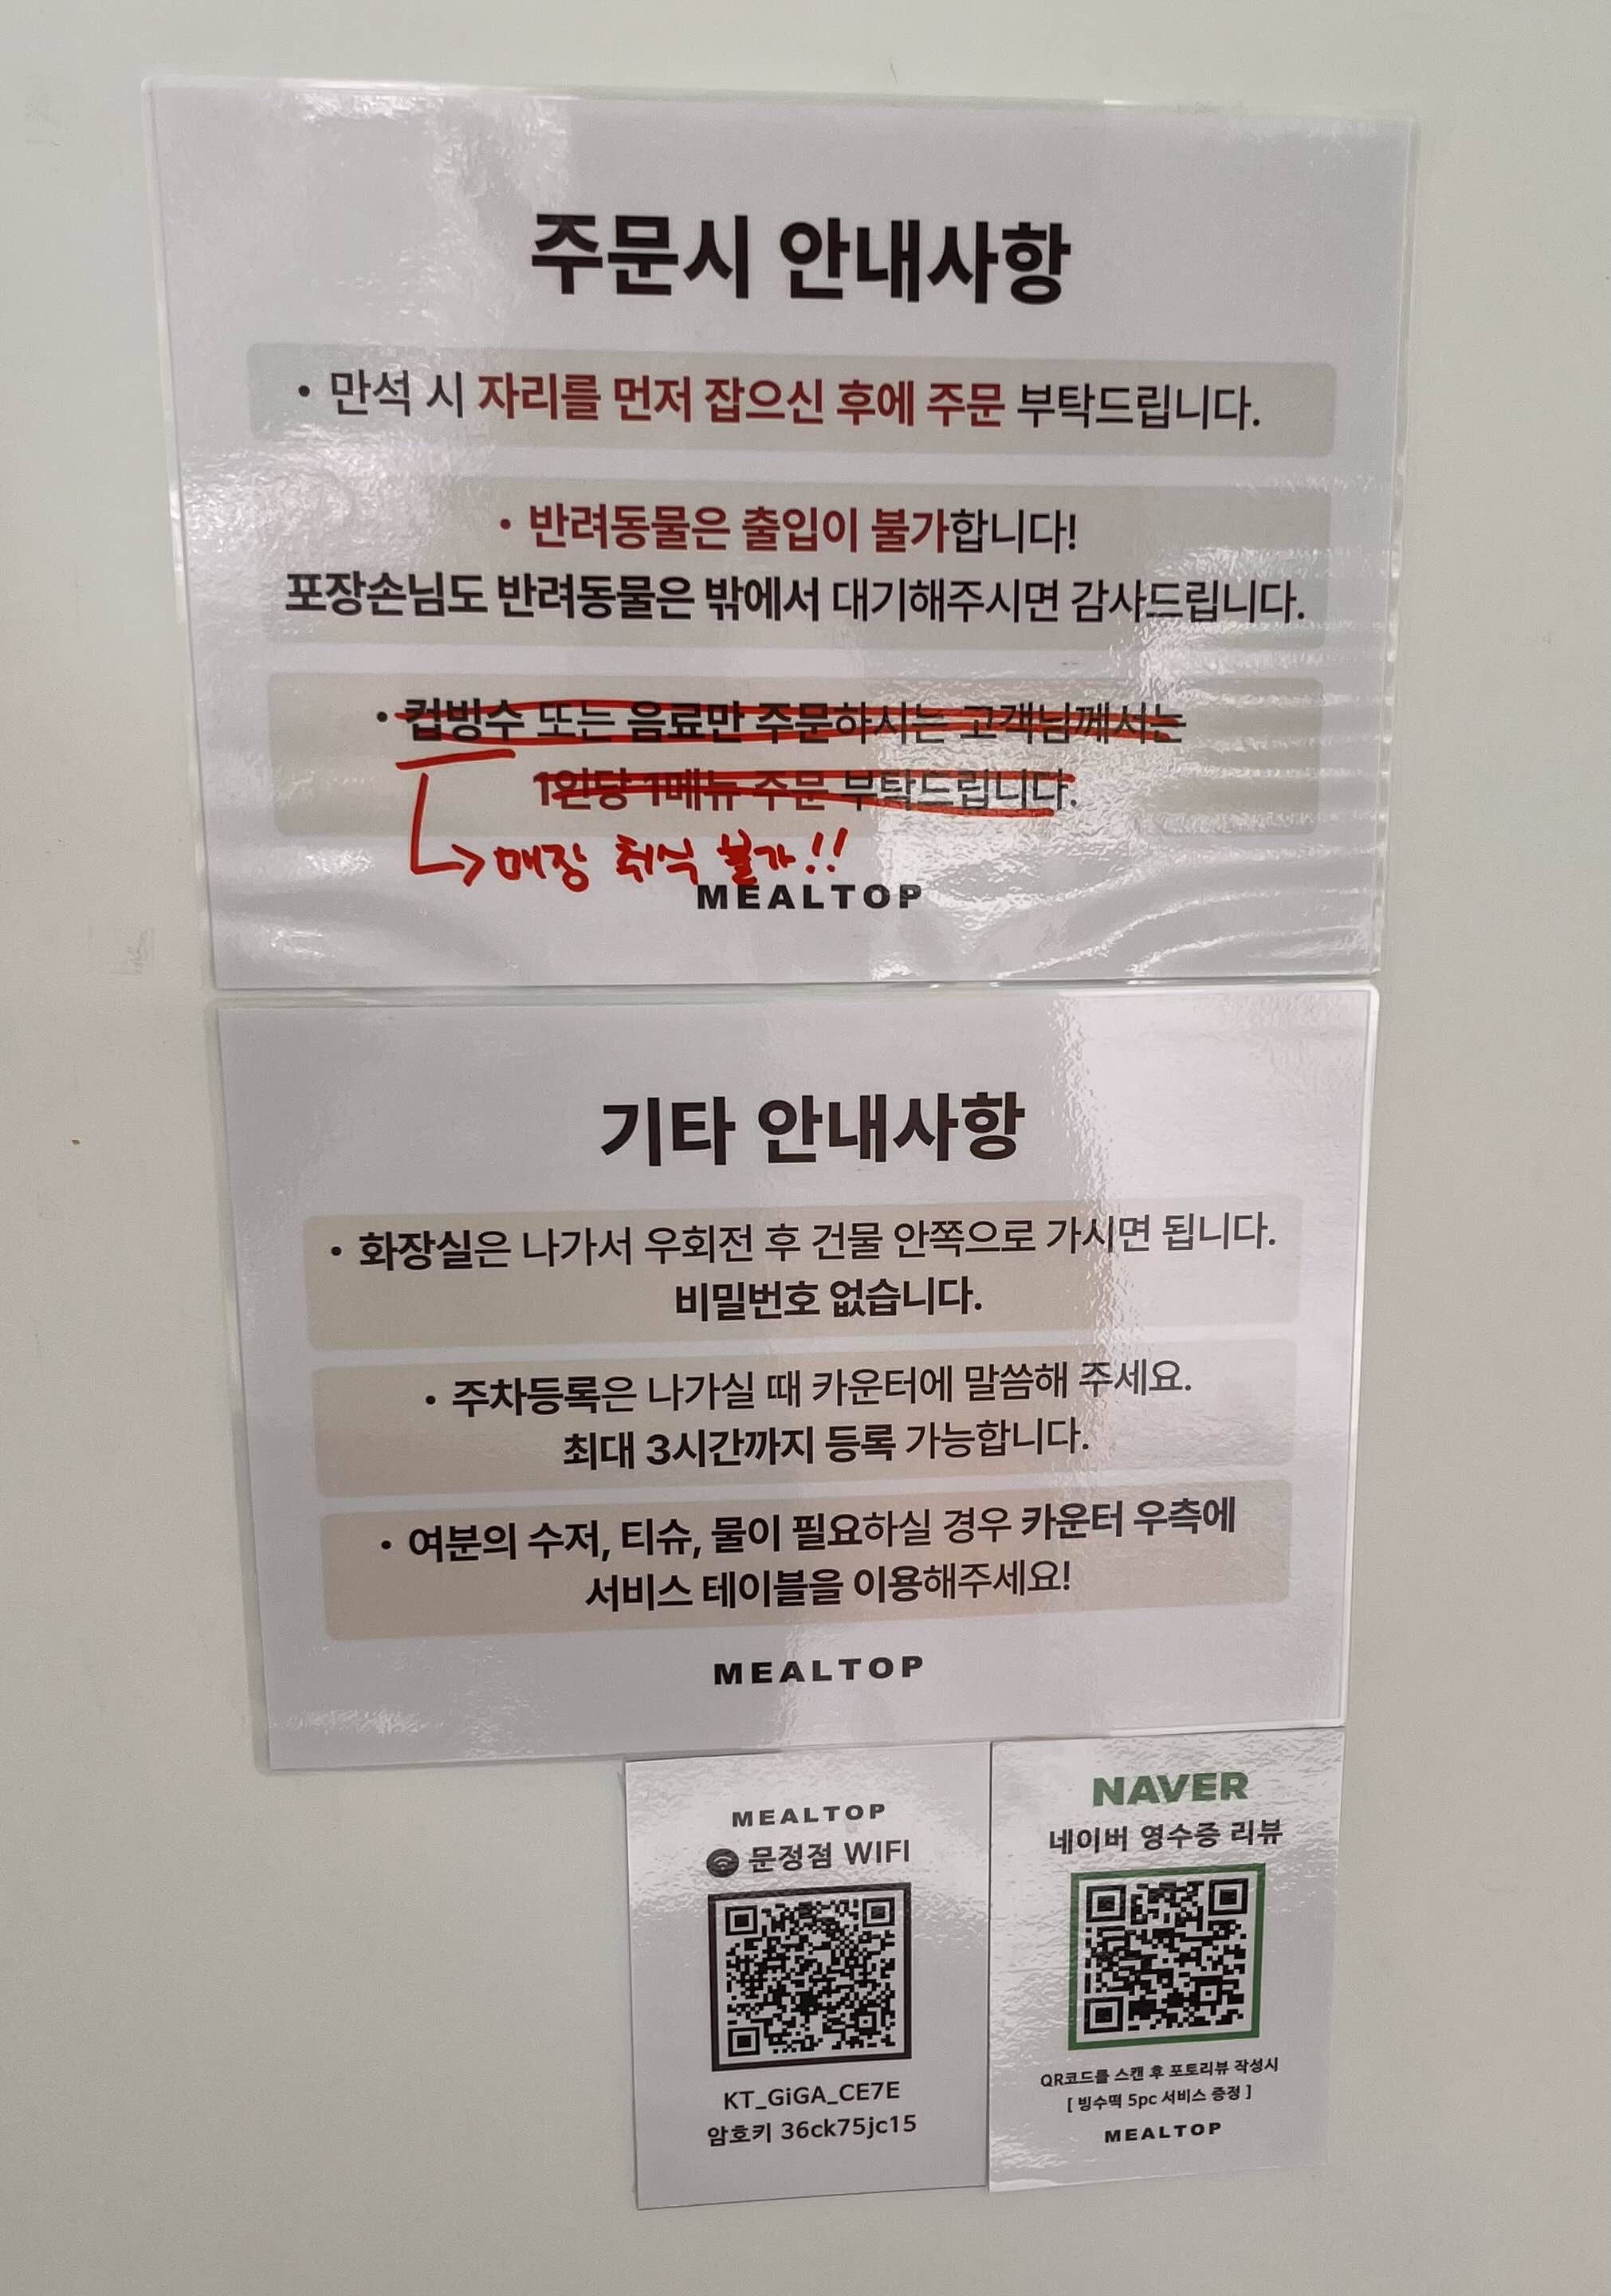 주문시 안내사항
• 만석 시 자리를 먼저 잡으신 후에 주문 부탁드립니다.
• 반려동물은 출입이 불가합니다!
포장손님도 반려동물은 밖에서 대기해주시면 감사드립니다.
• 컵빙수 또는 음료만 주문하시는 고객님께서는
1인당 1메뉴 주문 부탁드립니다.
→ 매장 취식 불가!!
MEALTOP
기타 안내사항
• 화장실은 나가서 우회전 후 건물 안쪽으로 가시면 됩니다.
비밀번호 없습니다.
• 주차등록은 나가실 때 카운터에 말씀해 주세요.
최대 3시간까지 등록 가능합니다.
• 여분의 수저, 티슈, 물이 필요하실 경우 카운터 우측에
서비스 테이블을 이용해주세요!
MEALTOP
MEALTOP
문정점 WIFI
KT_GiGA_CE7E
암호키 36ck75jc15
NAVER
네이버 영수증 리뷰
QR코드를 스캔 후 포토리뷰 작성시
[ 빙수떡 5pc 서비스 증정 ]
MEALTOP